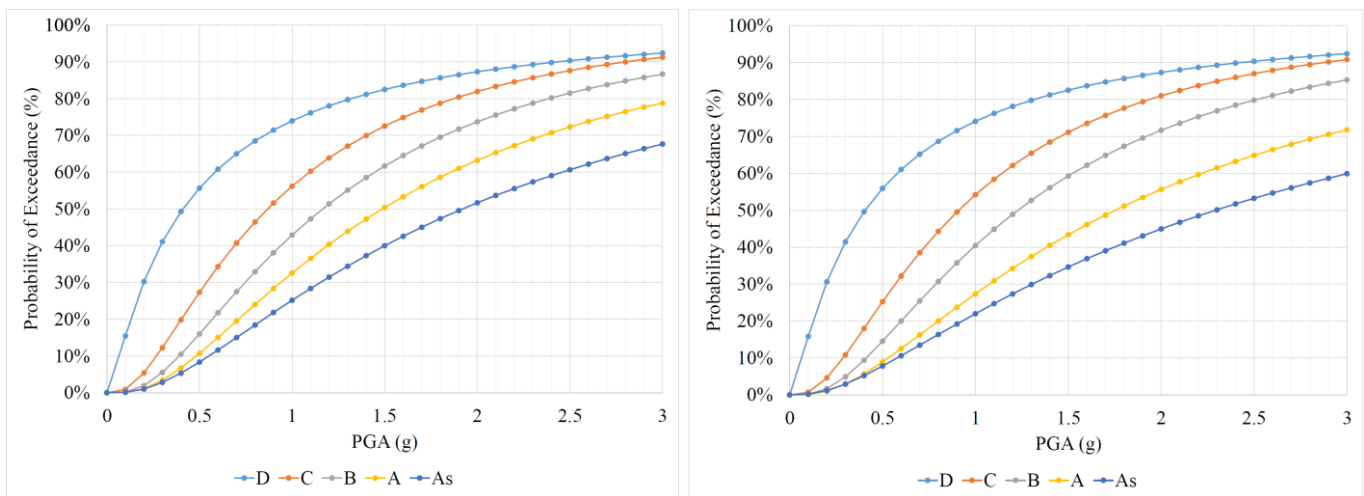 100%
90%
80%
70%
60%
50%
40%
30%
20%
10%
0%
Probability of Exceedance (%)
0 0.5 1 1.5 2 2.5 3
PGA (g)
D C B A As
100%
90%
80%
70%
60%
50%
40%
30%
20%
10%
0%
Probability of Exceedance (%)
0 0.5 1 1.5 2 2.5 3
PGA (g)
D C B A As